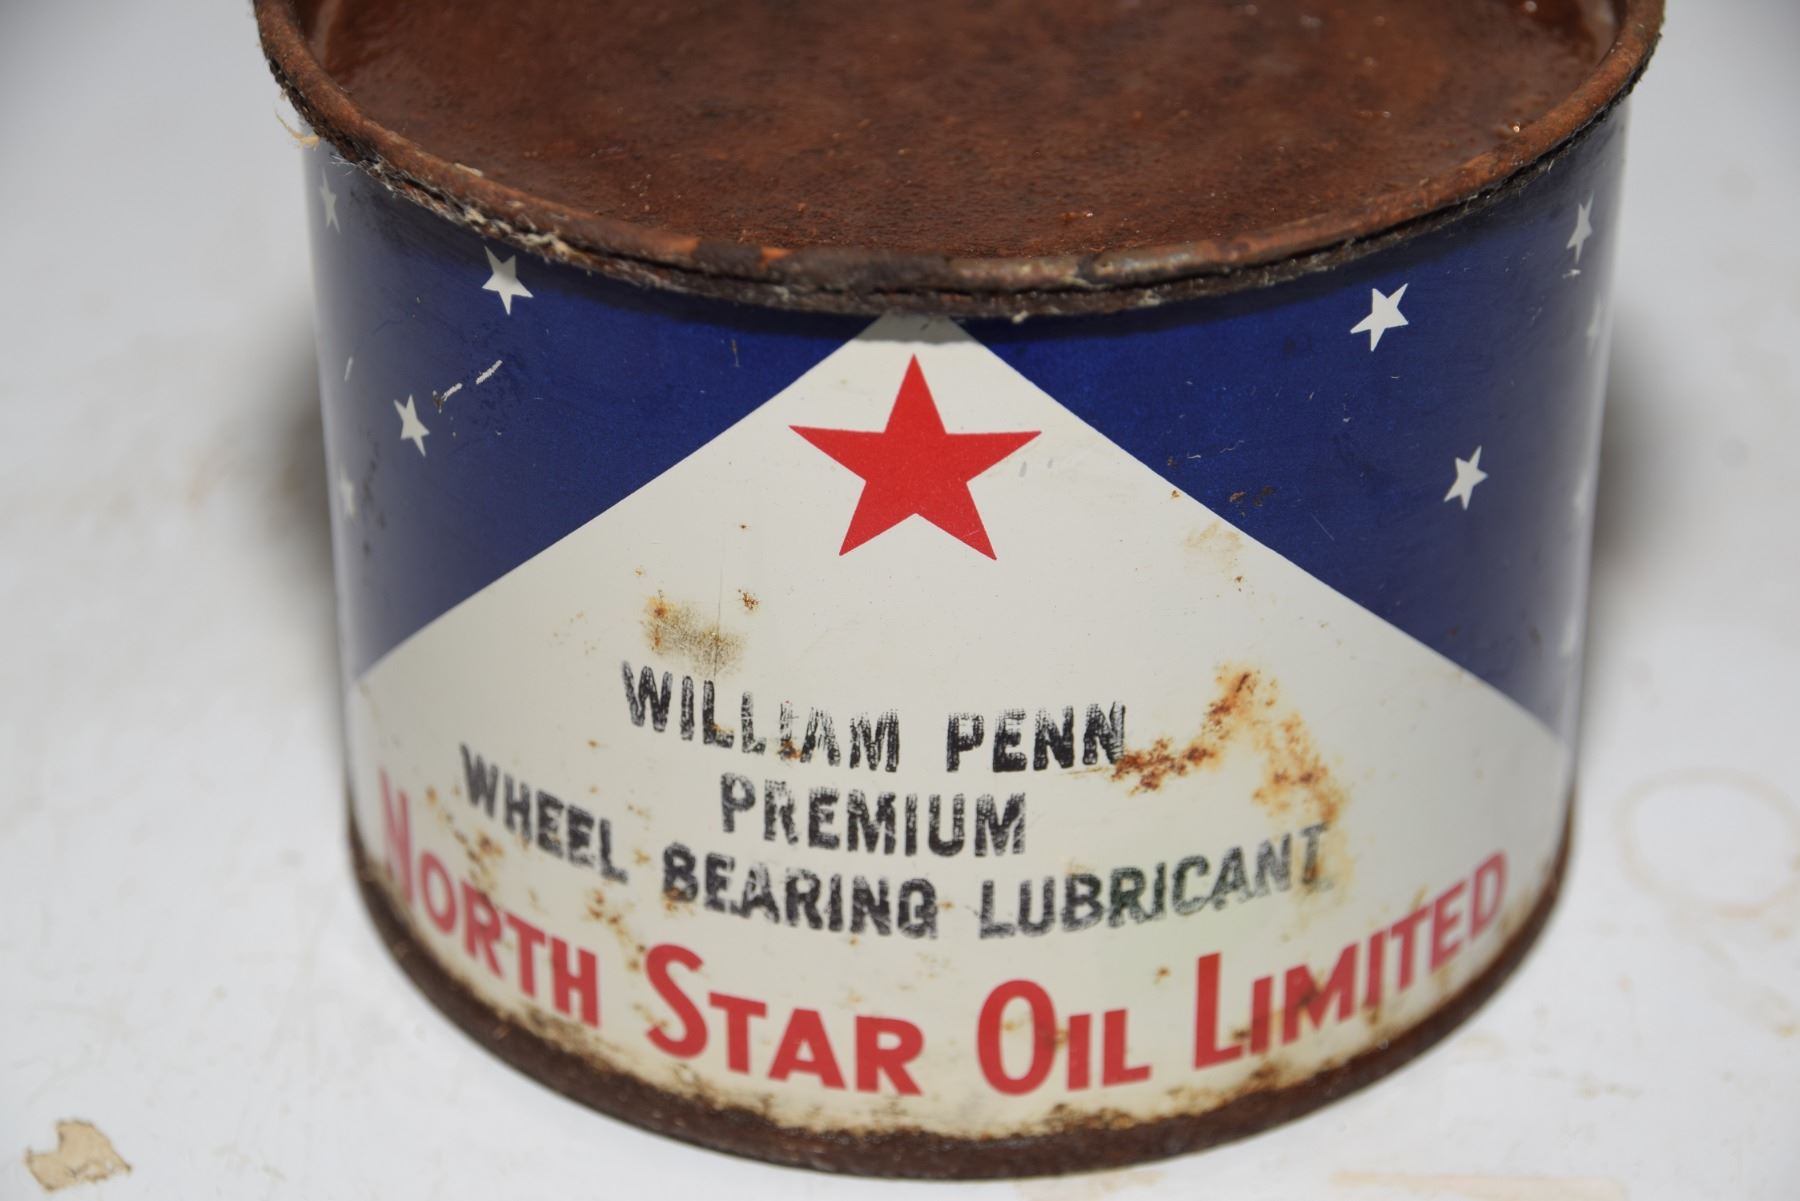 WILLIAM PENN
PREMIUM
WHEEL BEARING LUBRICANT
NORTH STAR OIL LIMITED